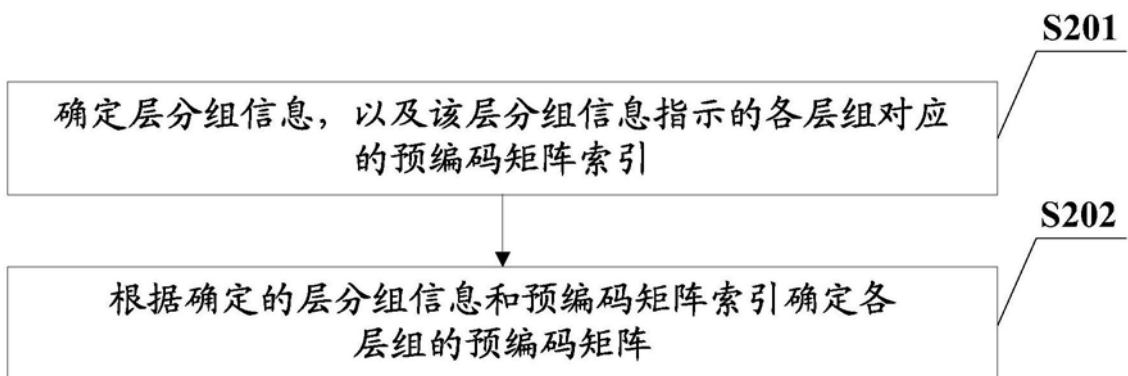 S201
确定层分组信息，以及该层分组信息指示的各层组对应
的预编码矩阵索引
S202
根据确定的层分组信息和预编码矩阵索引确定各
层组的预编码矩阵